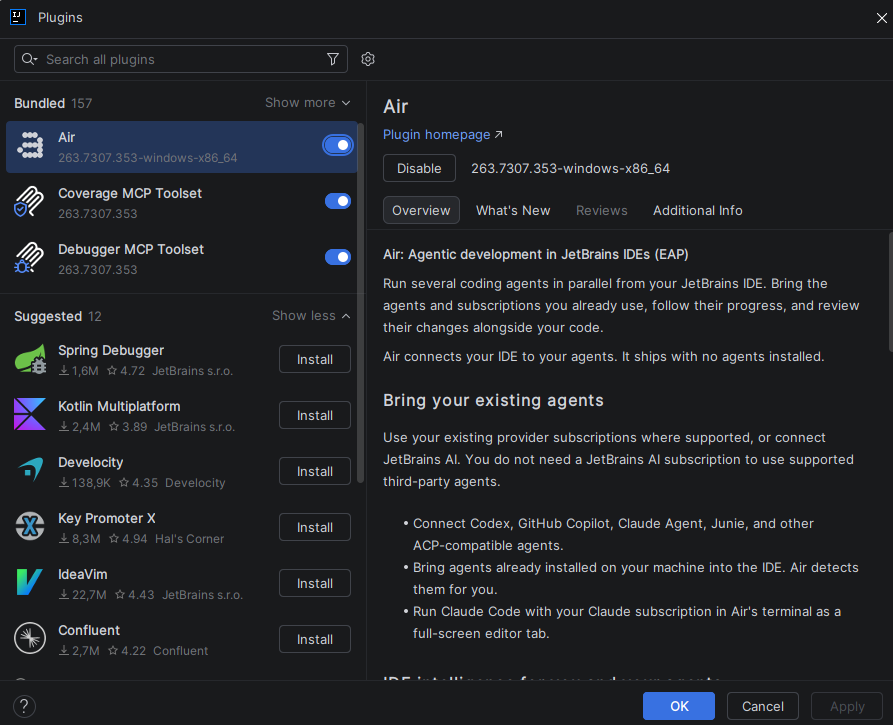 Plugins
Search all plugins
Bundled 157
Show more
Air
263.7307.353-windows-x86_64
Coverage MCP Toolset
263.7307.353
Debugger MCP Toolset
263.7307.353
Suggested 12
Show less
Spring Debugger
1,6M 4.72 JetBrains s.r.o.
Install
Kotlin Multiplatform
2,4M 3.89 JetBrains s.r.o.
Install
Develocity
138,9K 4.35 Develocity
Install
Key Promoter X
8,3M 4.94 Hal's Corner
Install
IdeaVim
22,7M 4.43 JetBrains s.r.o.
Install
Confluent
2,7M 4.22 Confluent
Install
Air
Plugin homepage
Disable 263.7307.353-windows-x86_64
Overview What's New Reviews Additional Info
Air: Agentic development in JetBrains IDEs (EAP)
Run several coding agents in parallel from your JetBrains IDE. Bring the
agents and subscriptions you already use, follow their progress, and review
their changes alongside your code.
Air connects your IDE to your agents. It ships with no agents installed.
Bring your existing agents
Use your existing provider subscriptions where supported, or connect
JetBrains AI. You do not need a JetBrains AI subscription to use supported
third-party agents.
• Connect Codex, GitHub Copilot, Claude Agent, Junie, and other
ACP-compatible agents.
• Bring agents already installed on your machine into the IDE. Air detects
them for you.
• Run Claude Code with your Claude subscription in Air's terminal as a
full-screen editor tab.
IDE intelligence for you and your agents
?
OK Cancel Apply